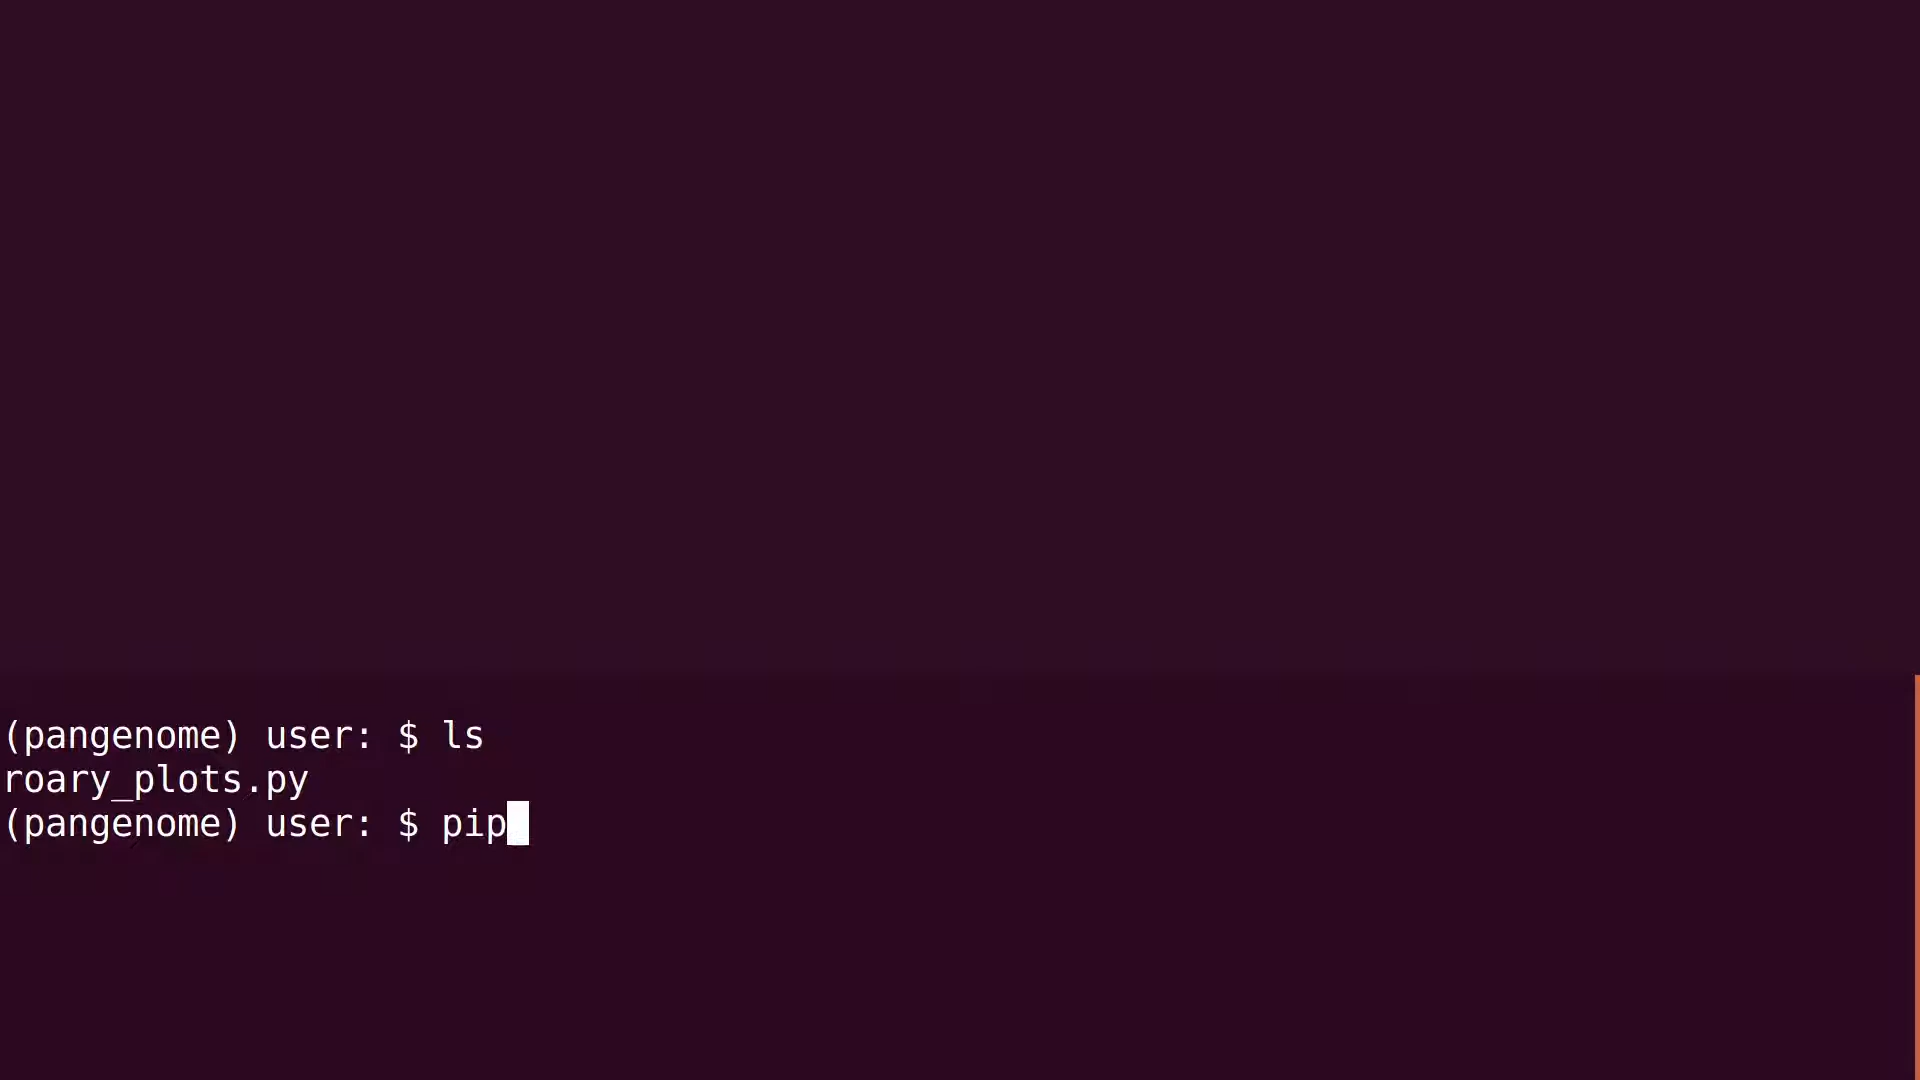 (pangenome) user: $ ls
roary_plots.py
(pangenome) user: $ pip